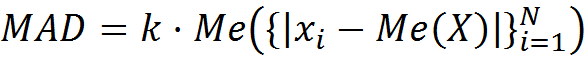 MAD = k · Me({|xᵢ − Me(X)|}ᵢ₌₁ᴺ)